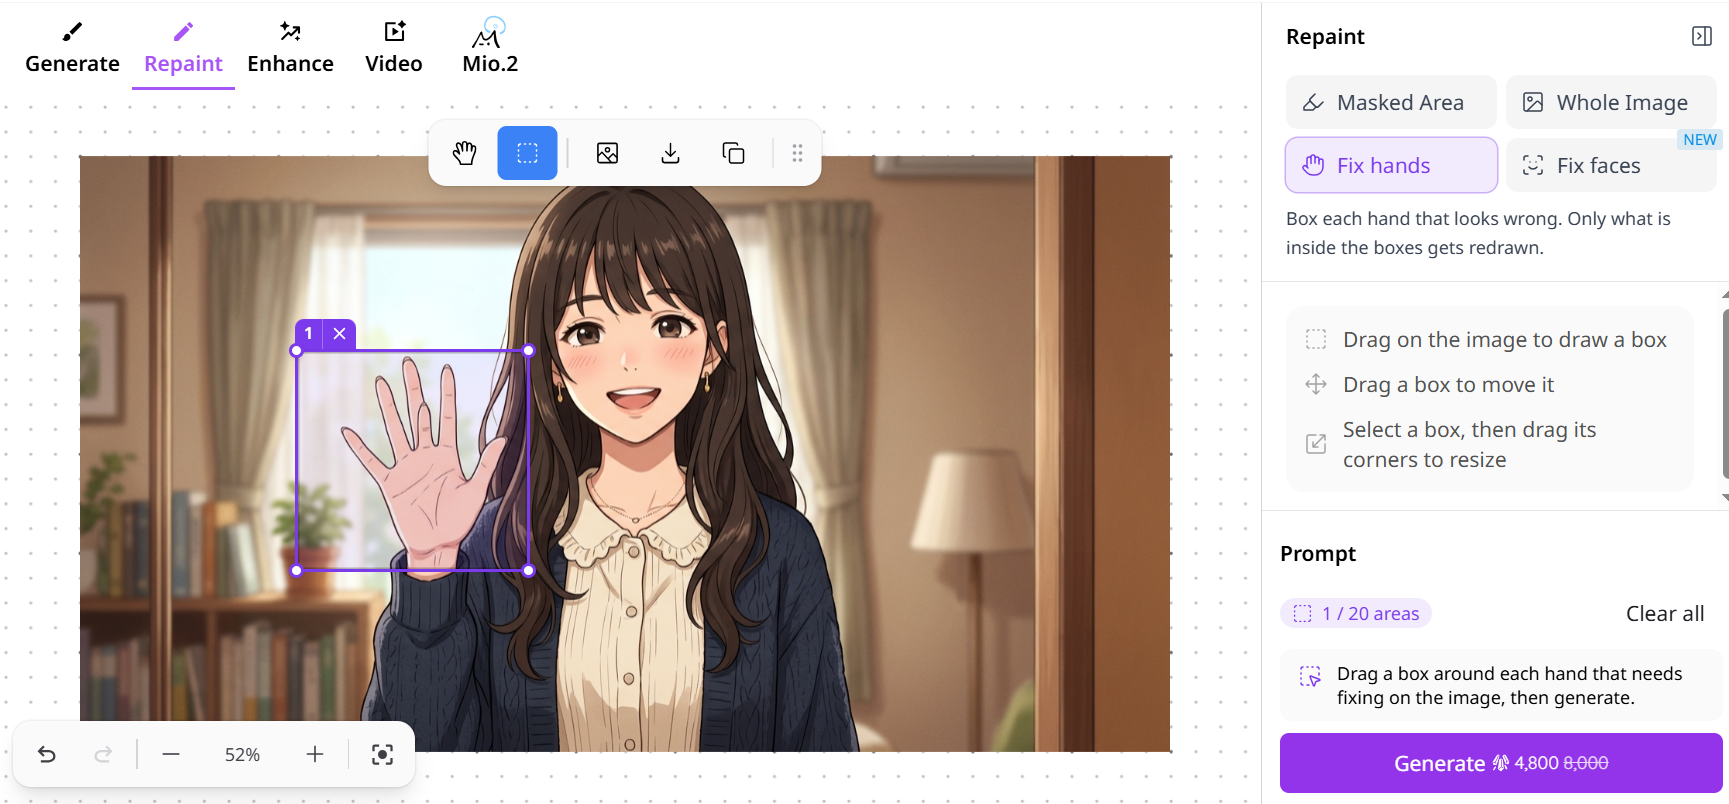 Generate
Repaint
Enhance
Video
Mio.2
Repaint
Masked Area
Whole Image
NEW
Fix hands
Fix faces
Box each hand that looks wrong. Only what is
inside the boxes gets redrawn.
1
Drag on the image to draw a box
Drag a box to move it
Select a box, then drag its
corners to resize
Prompt
1 / 20 areas
Clear all
Drag a box around each hand that needs
fixing on the image, then generate.
52%
Generate 4,800 8,000